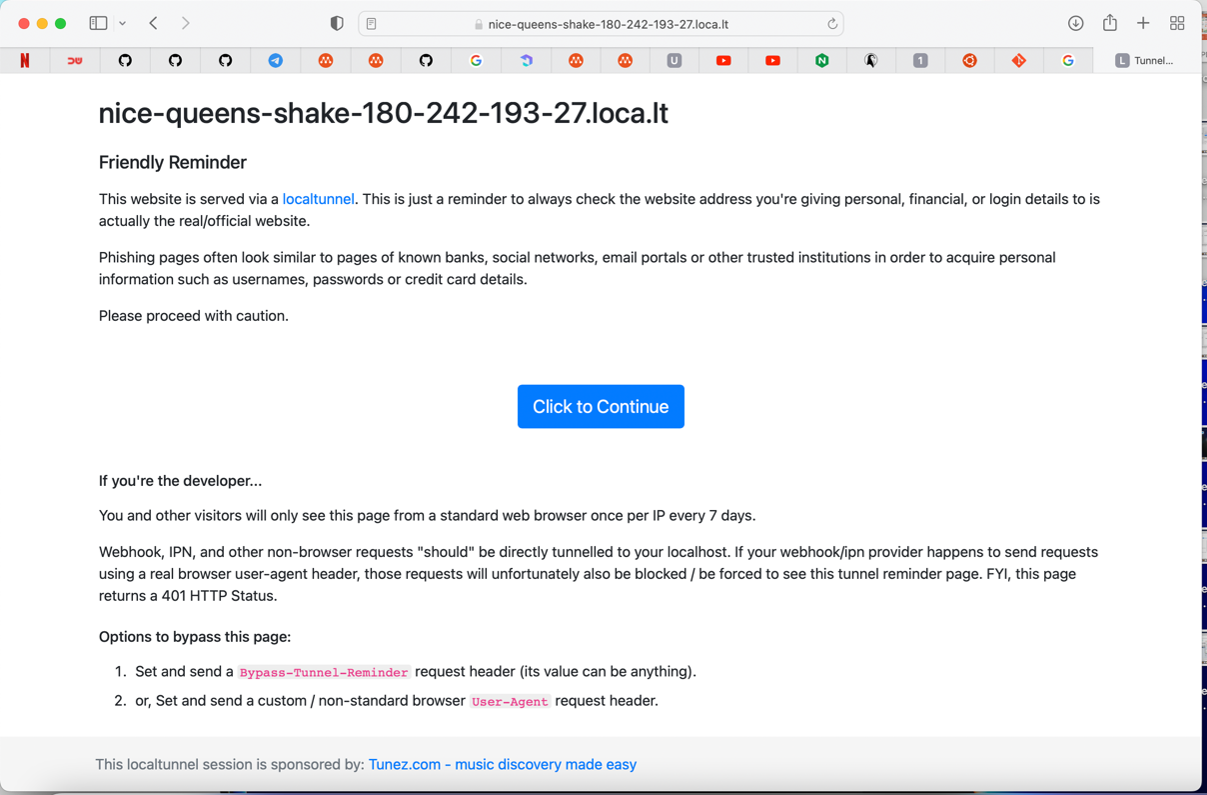 nice-queens-shake-180-242-193-27.loca.lt
N
U
1
L Tunnel...
nice-queens-shake-180-242-193-27.loca.lt
Friendly Reminder
This website is served via a localtunnel. This is just a reminder to always check the website address you're giving personal, financial, or login details to is
actually the real/official website.
Phishing pages often look similar to pages of known banks, social networks, email portals or other trusted institutions in order to acquire personal
information such as usernames, passwords or credit card details.
Please proceed with caution.
Click to Continue
If you're the developer...
You and other visitors will only see this page from a standard web browser once per IP every 7 days.
Webhook, IPN, and other non-browser requests "should" be directly tunnelled to your localhost. If your webhook/ipn provider happens to send requests
using a real browser user-agent header, those requests will unfortunately also be blocked / be forced to see this tunnel reminder page. FYI, this page
returns a 401 HTTP Status.
Options to bypass this page:
1. Set and send a Bypass-Tunnel-Reminder request header (its value can be anything).
2. or, Set and send a custom / non-standard browser User-Agent request header.
This localtunnel session is sponsored by: Tunez.com - music discovery made easy